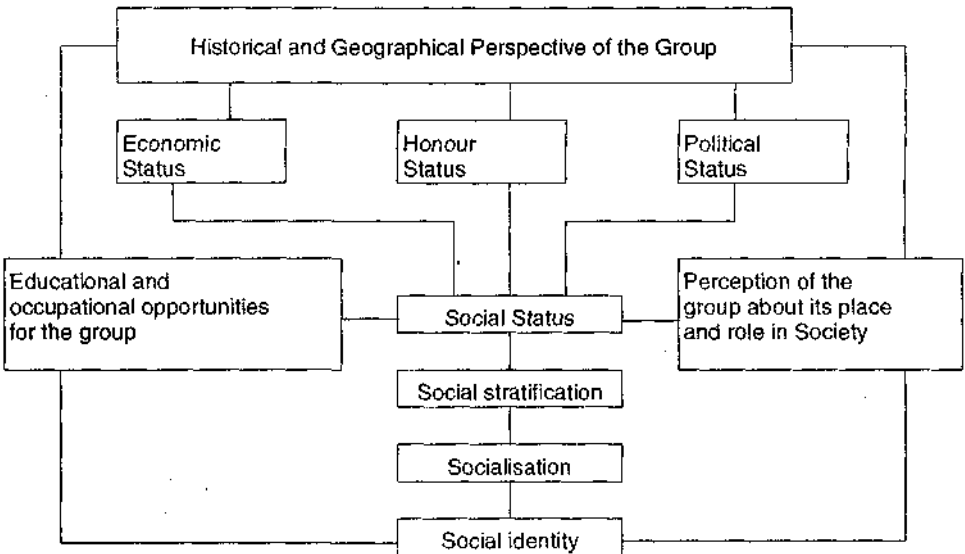 Historical and Geographical Perspective of the Group
Economic
Status
Honour
Status
Political
Status
Educational and
occupational opportunities
for the group
Social Status
Perception of the
group about its place
and role in Society
Social stratification
Socialisation
Social identity